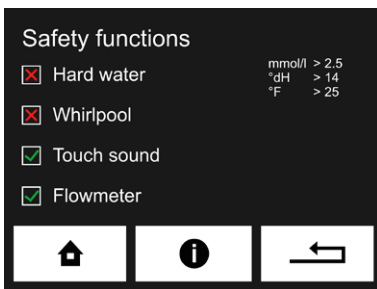 Safety functions
Hard water
mmol/l > 2.5
°dH > 14
°F > 25
Whirlpool
Touch sound
Flowmeter
i